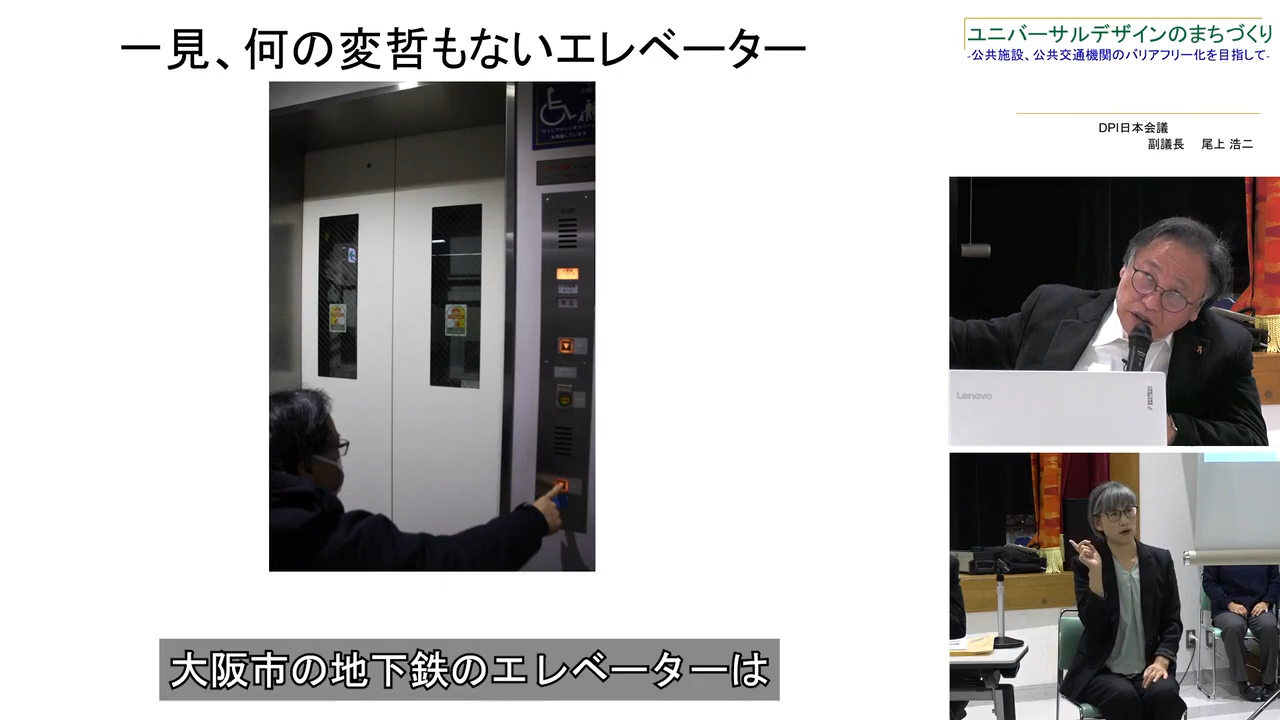 一見、何の変哲もないエレベーター
ユニバーサルデザインのまちづくり
-公共施設、公共交通機関のバリアフリー化を目指して-
DPI日本会議
副議長 尾上 浩二
Lenovo
大阪市の地下鉄のエレベーターは